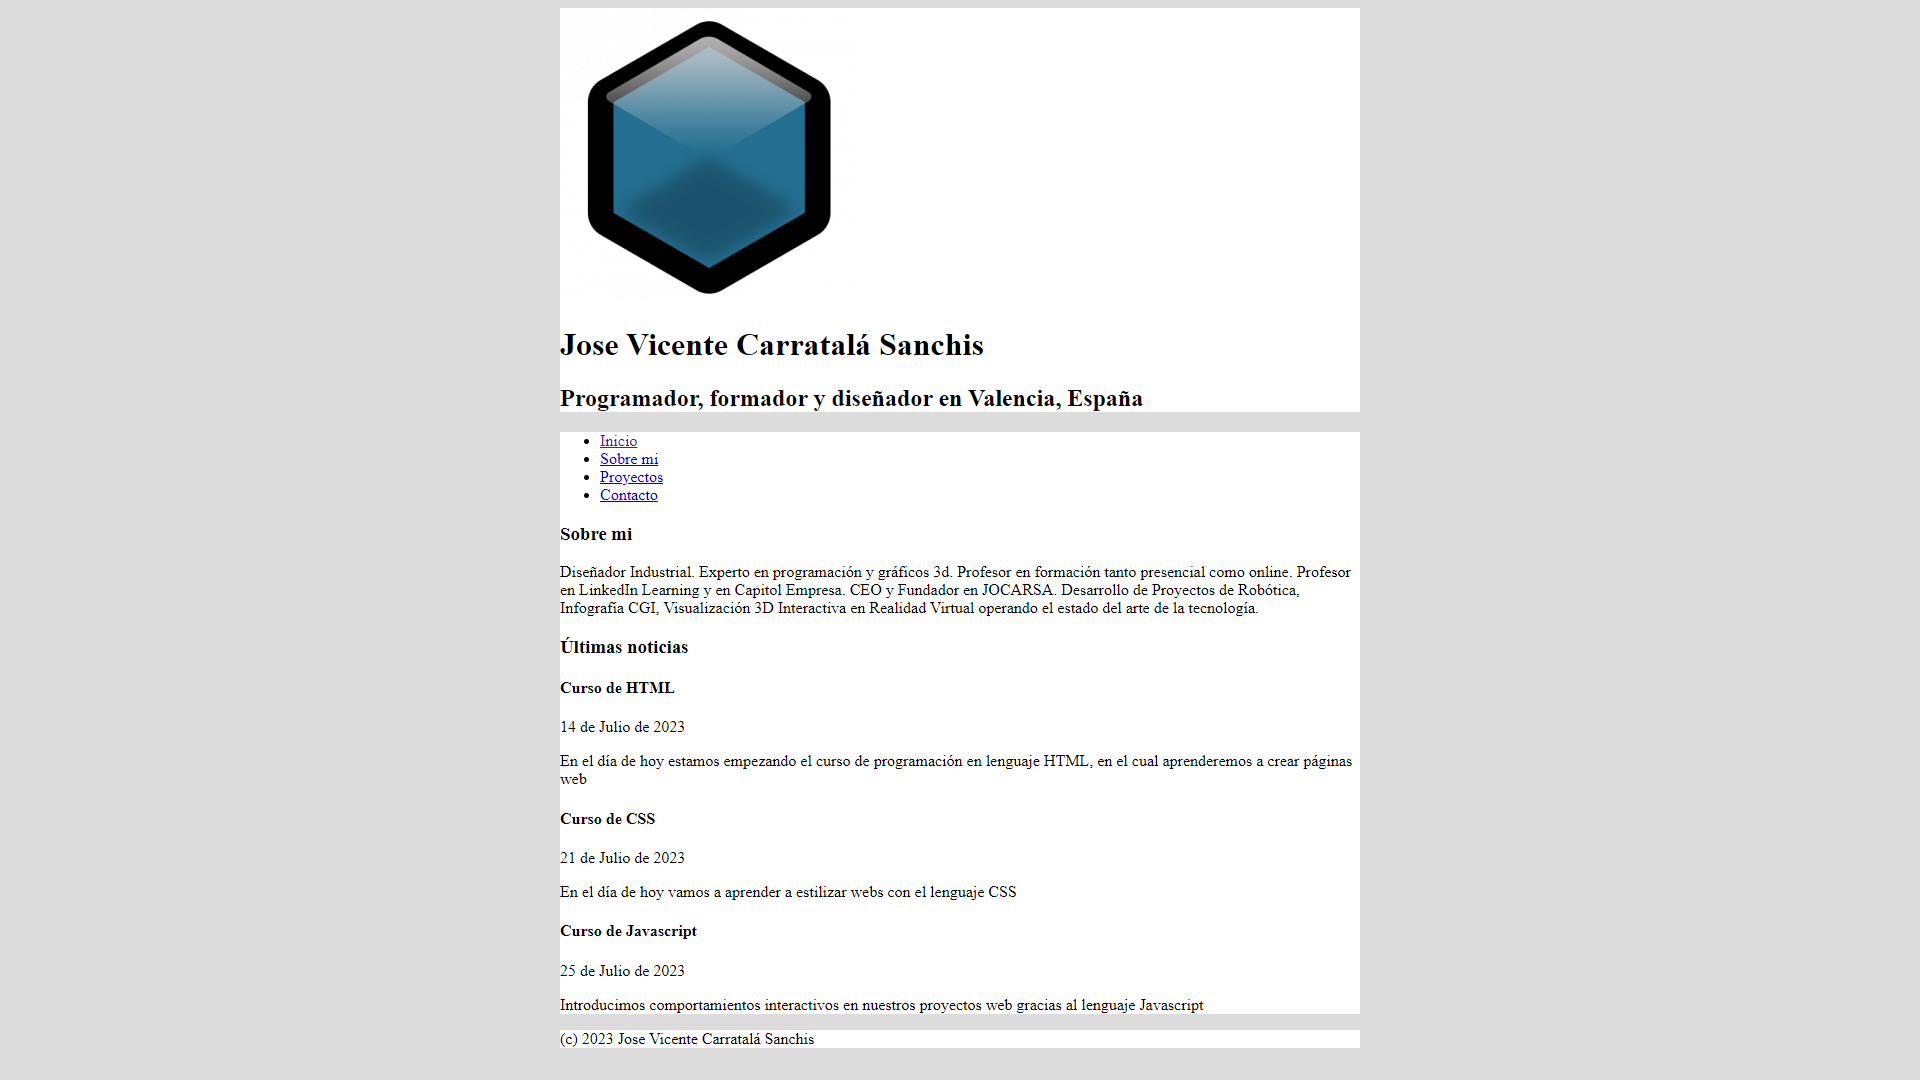 Jose Vicente Carratalá Sanchis
Programador, formador y diseñador en Valencia, España
Inicio
Sobre mi
Proyectos
Contacto
Sobre mi
Diseñador Industrial. Experto en programación y gráficos 3d. Profesor en formación tanto presencial como online. Profesor
en LinkedIn Learning y en Capitol Empresa. CEO y Fundador en JOCARSA. Desarrollo de Proyectos de Robótica,
Infografía CGI, Visualización 3D Interactiva en Realidad Virtual operando el estado del arte de la tecnología.
Últimas noticias
Curso de HTML
14 de Julio de 2023
En el día de hoy estamos empezando el curso de programación en lenguaje HTML, en el cual aprenderemos a crear páginas
web
Curso de CSS
21 de Julio de 2023
En el día de hoy vamos a aprender a estilizar webs con el lenguaje CSS
Curso de Javascript
25 de Julio de 2023
Introducimos comportamientos interactivos en nuestros proyectos web gracias al lenguaje Javascript
(c) 2023 Jose Vicente Carratalá Sanchis